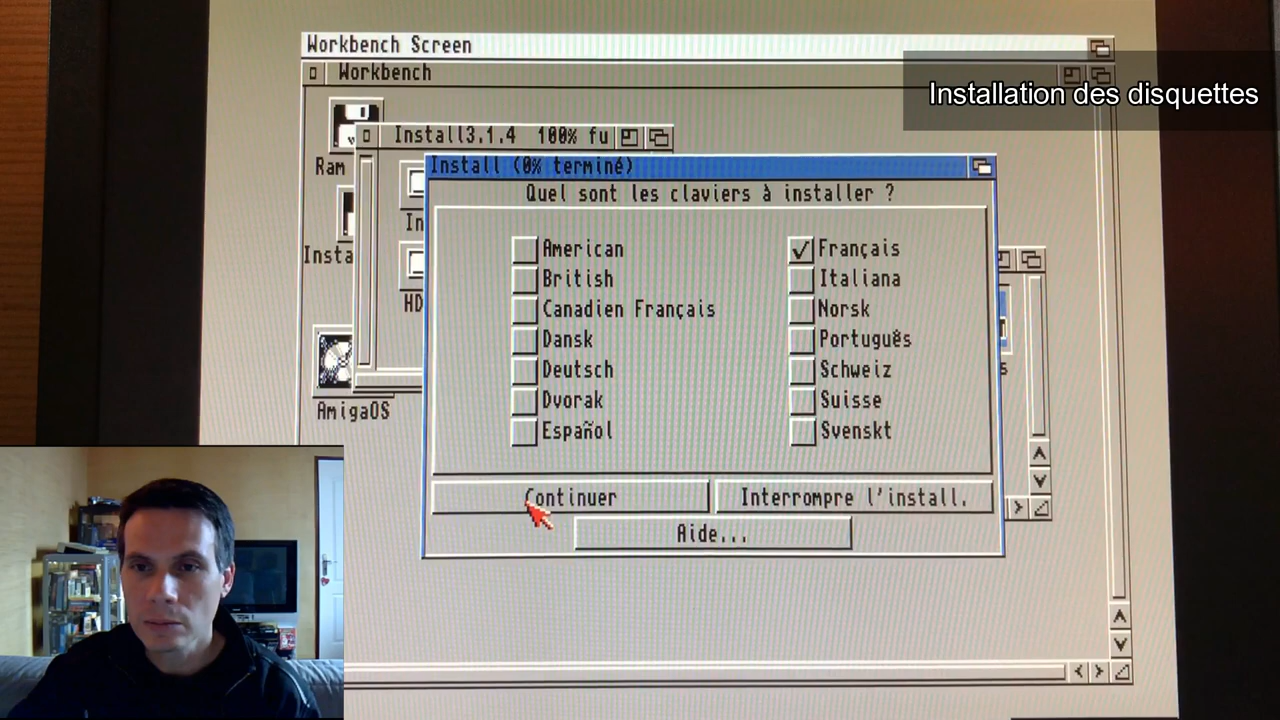 Workbench Screen
Workbench
Installation des disquettes
Install3.1.4 100% fu
Ram
Install (0% terminé)
Quel sont les claviers à installer ?
In
Insta
HD
AmigaOS
American
British
Canadien Français
Dansk
Deutsch
Dvorak
Español
Français
Italiana
Norsk
Português
Schweiz
Suisse
Svenskt
s
Continuer
Interrompre l'install.
Aide...